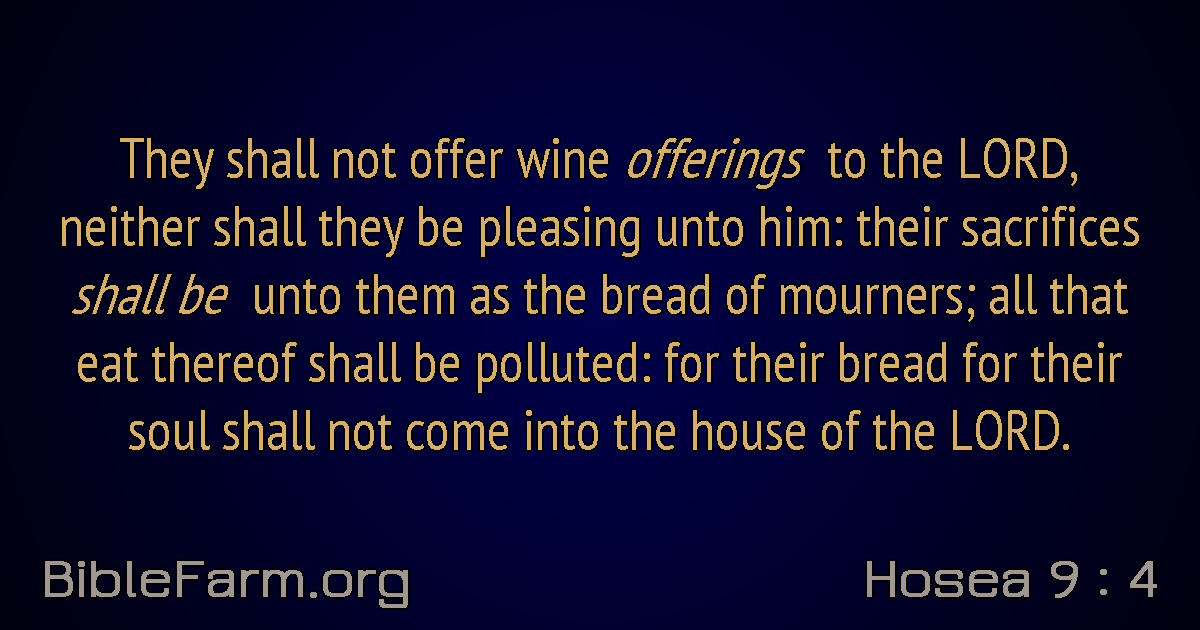 They shall not offer wine offerings to the LORD,
neither shall they be pleasing unto him: their sacrifices
shall be unto them as the bread of mourners; all that
eat thereof shall be polluted: for their bread for their
soul shall not come into the house of the LORD.
BibleFarm.org
Hosea 9 : 4